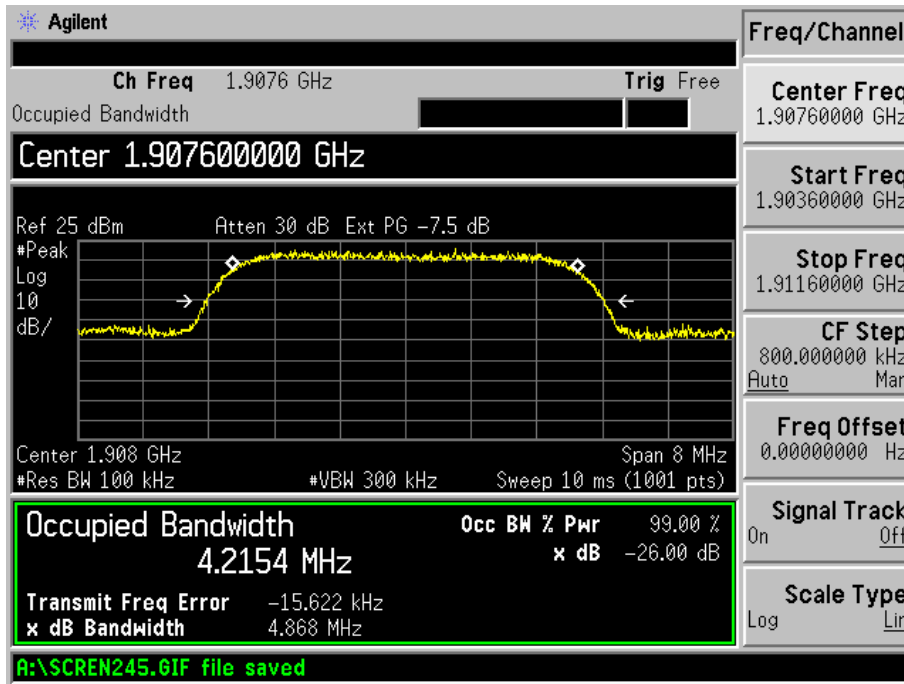 Agilent
Freq/Channel
Ch Freq 1.9076 GHz Trig Free
Occupied Bandwidth
Center 1.907600000 GHz
Ref 25 dBm Atten 30 dB Ext PG -7.5 dB
#Peak
Log
10
dB/
Center 1.908 GHz Span 8 MHz
#Res BW 100 kHz #VBW 300 kHz Sweep 10 ms (1001 pts)
Occupied Bandwidth Occ BW % Pwr 99.00 %
4.2154 MHz x dB -26.00 dB
Transmit Freq Error -15.622 kHz
x dB Bandwidth 4.868 MHz
A:\SCREN245.GIF file saved
Center Freq
1.90760000 GHz
Start Freq
1.90360000 GHz
Stop Freq
1.91160000 GHz
CF Step
800.000000 kHz
Auto Man
Freq Offset
0.00000000 Hz
Signal Track
On Off
Scale Type
Log Lin